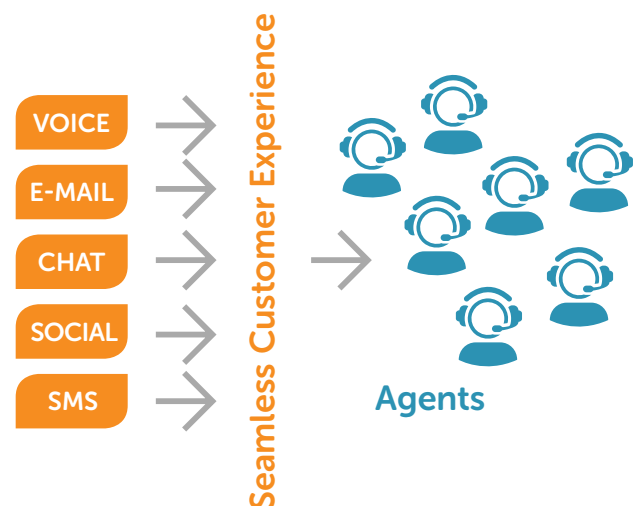 VOICE
E-MAIL
CHAT
SOCIAL
SMS
Seamless Customer Experience
Agents